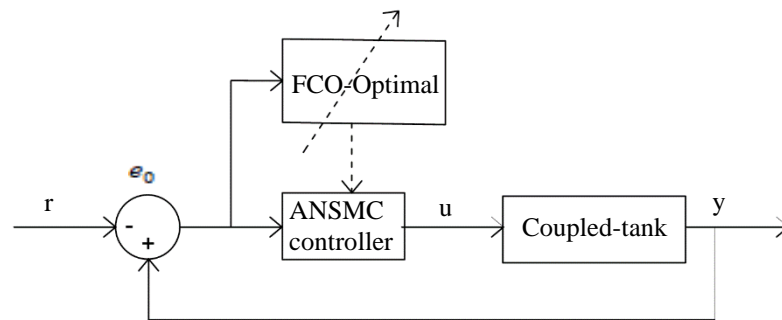 FCO-Optimal
e₀
r
-
+
ANSMC
controller
u
Coupled-tank
y